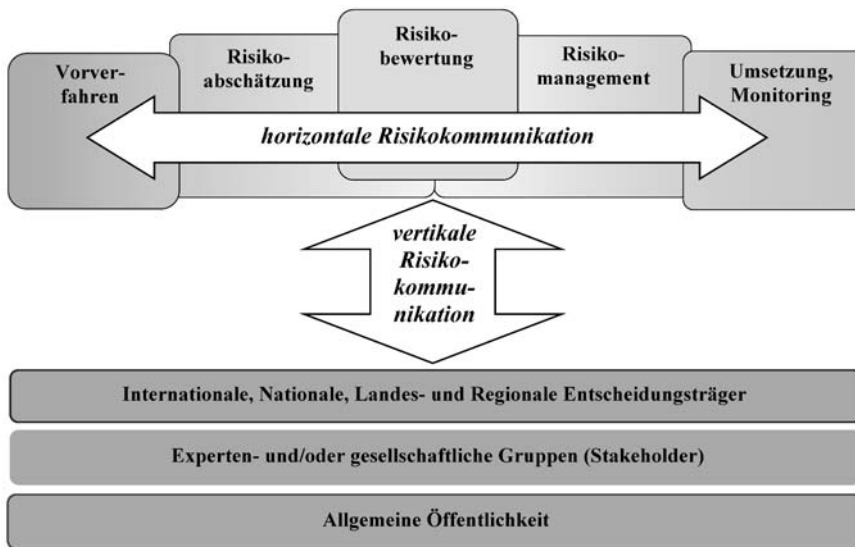 Vorver-
fahren
Risiko-
abschätzung
Risiko-
bewertung
Risiko-
management
Umsetzung,
Monitoring
horizontale Risikokommunikation
vertikale
Risiko-
kommu-
nikation
Internationale, Nationale, Landes- und Regionale Entscheidungsträger
Experten- und/oder gesellschaftliche Gruppen (Stakeholder)
Allgemeine Öffentlichkeit